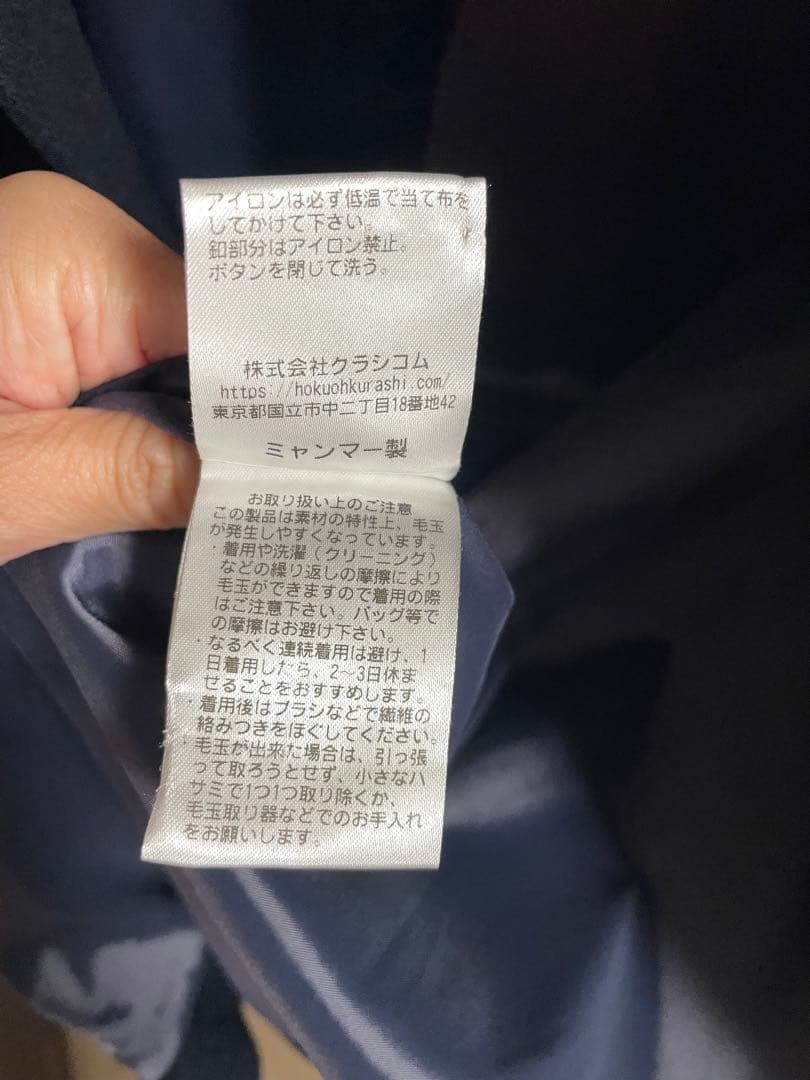 アイロンは必ず低温で当て布を
してかけて下さい。
釦部分はアイロン禁止。
ボタンを閉じて洗う。
株式会社クラシコム
https://hokuohkurashi.com/
東京都国立市中二丁目18番地42
ミャンマー製
お取り扱い上のご注意
この製品は素材の特性上、毛玉
が発生しやすくなっています。
・着用や洗濯（クリーニング）
などの繰り返しの摩擦により
毛玉ができますので着用の際
はご注意下さい。バッグ等で
の摩擦はお避け下さい。
・なるべく連続着用は避け、1
日着用したら、2〜3日休ま
せることをおすすめします。
・着用後はブラシなどで繊維の
絡みつきをほぐしてください。
・毛玉が出来た場合は、引っ張
って取ろうとせず、小さなハ
サミで1つ1つ取り除くか、
毛玉取り器などでのお手入れ
をお願いします。